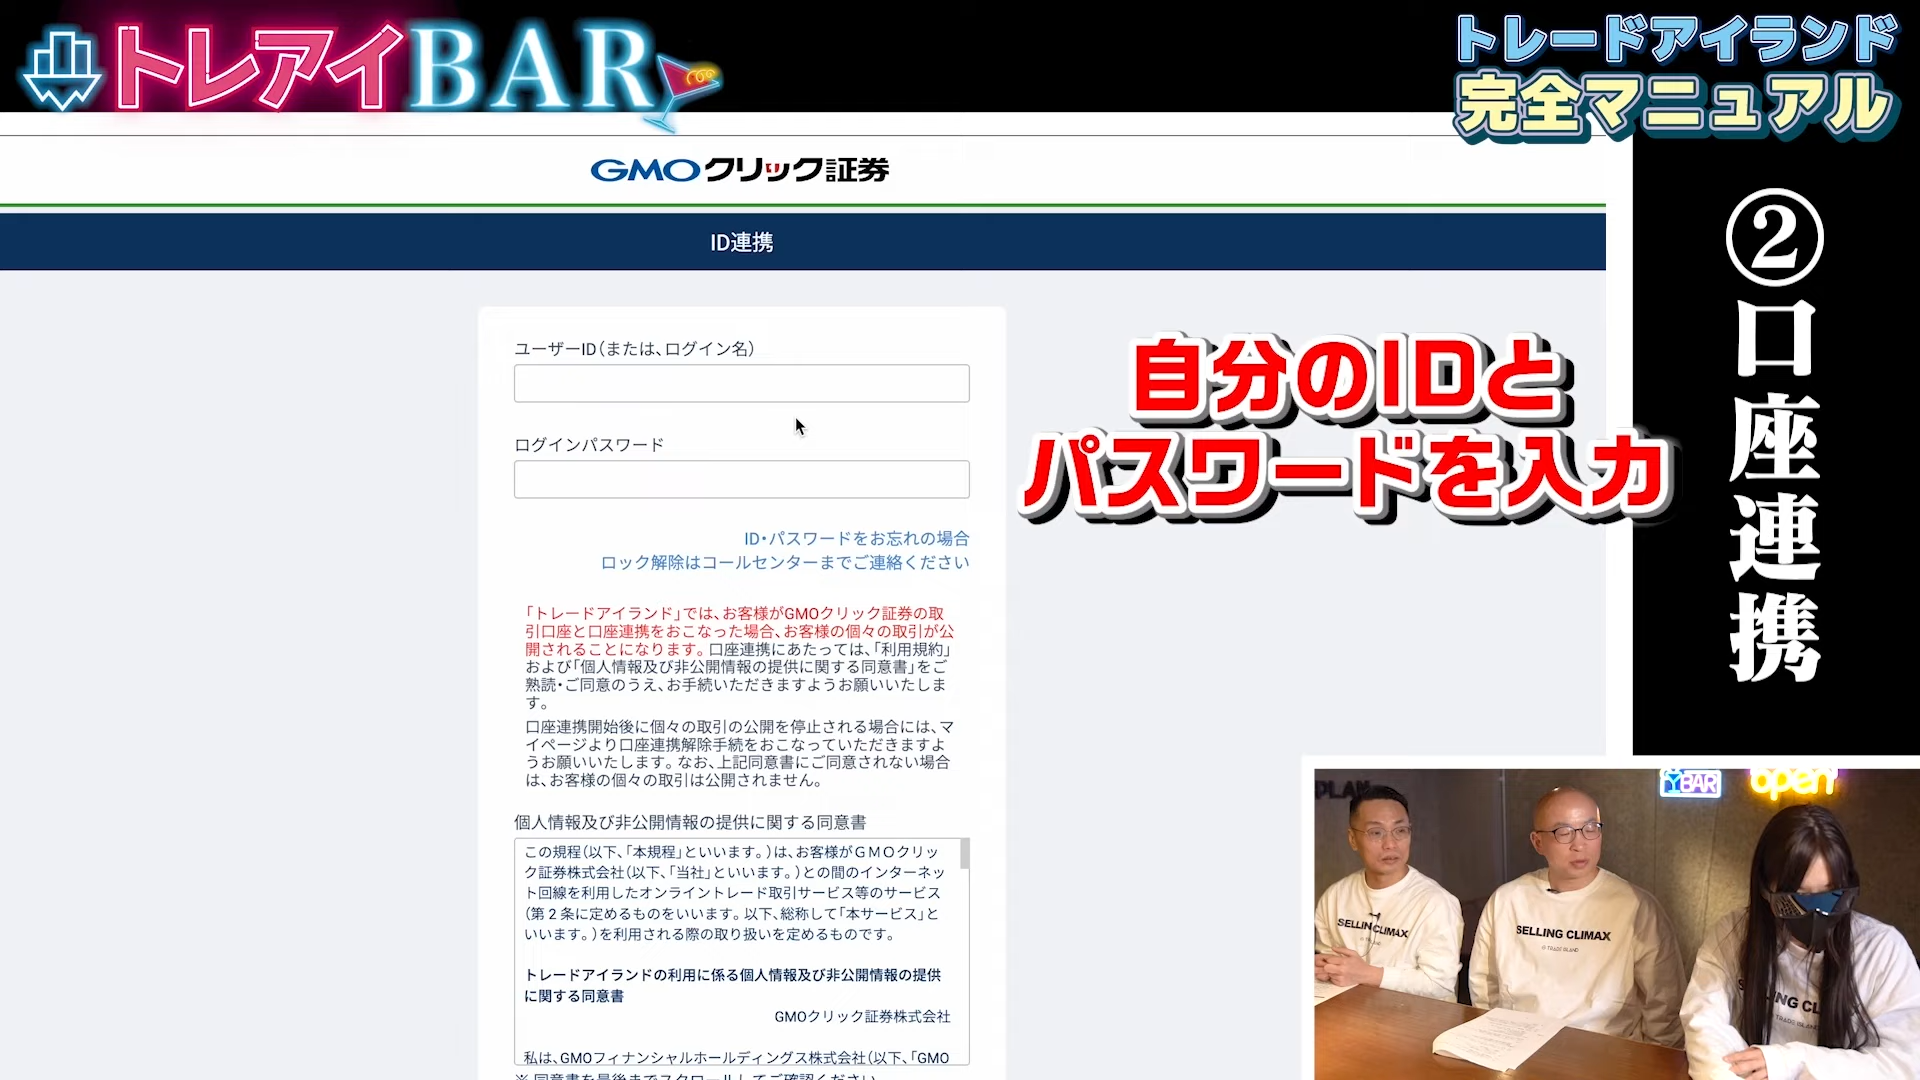 トレアイBAR
トレードアイランド
完全マニュアル
GMOクリック証券
ID連携
②口座連携
ユーザーID(または、ログイン名)
自分のIDと
パスワードを入力
ログインパスワード
ID・パスワードをお忘れの場合
ロック解除はコールセンターまでご連絡ください
「トレードアイランド」では、お客様がGMOクリック証券の取
引口座と口座連携をおこなった場合、お客様の個々の取引が公
開されることになります。口座連携にあたっては、「利用規約」
および「個人情報及び非公開情報の提供に関する同意書」をご
熟読・ご同意のうえ、お手続いただきますようお願いいたしま
す。
口座連携開始後に個々の取引の公開を停止される場合には、マ
イページより口座連携解除手続をおこなっていただきますよ
うお願いいたします。なお、上記同意書にご同意されない場合
は、お客様の個々の取引は公開されません。
個人情報及び非公開情報の提供に関する同意書
この規程(以下、「本規程」といいます。)は、お客様がＧＭＯクリッ
ク証券株式会社(以下、「当社」といいます。)との間のインターネッ
ト回線を利用したオンライントレード取引サービス等のサービス
(第２条に定めるものをいいます。以下、総称して「本サービス」と
いいます。)を利用される際の取り扱いを定めるものです。
トレードアイランドの利用に係る個人情報及び非公開情報の提供
に関する同意書
GMOクリック証券株式会社
私は、GMOフィナンシャルホールディングス株式会社(以下、「GMO
※ 同意書を最後までスクロールしてご確認ください
PLAN
BAR
open
SELLING CLIMAX
SELLING CLIMAX
TRADE ISLAND